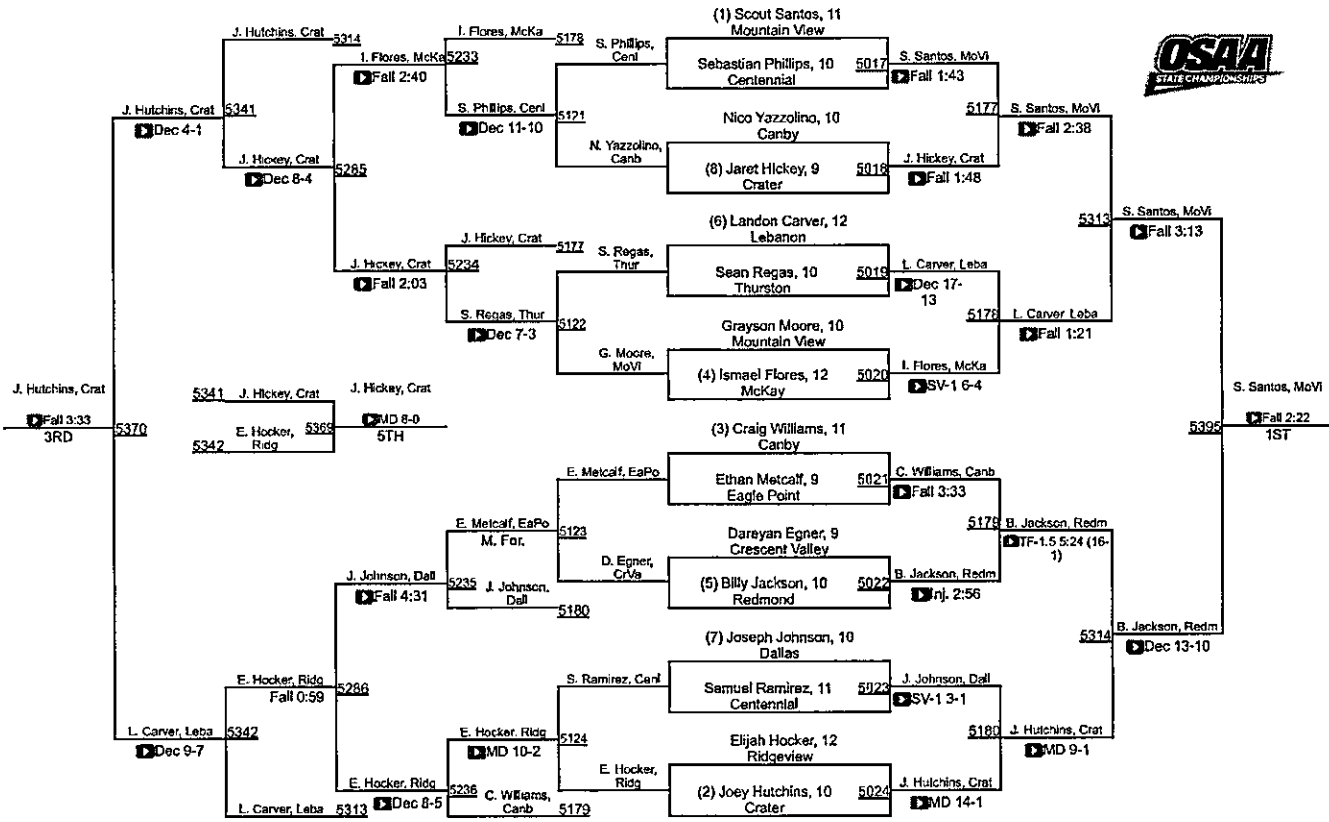 OSAA
STATE CHAMPIONSHIPS
J. Hutchins, Crat
5314
I. Flores, McKa
Fall 2:40
I. Flores, McKa
5178
5233
S. Phillips, Cenl
Dec 11-10
S. Phillips,
Cenl
5121
N. Yazzolino,
Canb
(1) Scout Santos, 11
Mountain View
Sebastian Phillips, 10
Centennial
5017
S. Santos, MoVi
Fall 1:43
Nico Yazzolino, 10
Canby
(8) Jaret Hickey, 9
Crater
5018
J. Hickey, Crat
Fall 1:48
5177
S. Santos, MoVi
Fall 2:38
J. Hutchins, Crat
Dec 4-1
5341
J. Hickey, Crat
Dec 8-4
5285
J. Hickey, Crat
Fall 2:03
J. Hickey, Crat
5177
5234
S. Regas, Thur
Dec 7-3
S. Regas,
Thur
5122
G. Moore,
MoVi
(6) Landon Carver, 12
Lebanon
Sean Regas, 10
Thurston
5019
L. Carver, Leba
Dec 17-
13
Grayson Moore, 10
Mountain View
(4) Ismael Flores, 12
McKay
5020
I. Flores, McKa
SV-1 6-4
5178
L. Carver, Leba
Fall 1:21
5313
S. Santos, MoVi
Fall 3:13
J. Hutchins, Crat
Fall 3:33
3RD
5370
5341
J. Hickey, Crat
5342
E. Hocker,
Ridg
5369
J. Hickey, Crat
MD 8-0
5TH
5395
S. Santos, MoVi
Fall 2:22
1ST
(3) Craig Williams, 11
Canby
Ethan Metcalf, 9
Eagle Point
5021
C. Williams, Canb
Fall 3:33
E. Metcalf, EaPo
E. Metcalf, EaPo
M. For.
5123
D. Egner,
CrVa
Dareyan Egner, 9
Crescent Valley
(5) Billy Jackson, 10
Redmond
5022
B. Jackson, Redm
Inj. 2:56
5179
B. Jackson, Redm
TF-1.5 5:24 (16-
1)
J. Johnson, Dall
Fall 4:31
5235
J. Johnson,
Dall
5180
5314
B. Jackson, Redm
Dec 13-10
(7) Joseph Johnson, 10
Dallas
Samuel Ramirez, 11
Centennial
5023
J. Johnson, Dall
SV-1 3-1
E. Hocker, Ridg
Fall 0:59
5286
S. Ramirez, Cenl
L. Carver, Leba
Dec 9-7
5342
E. Hocker, Ridg
MD 10-2
5124
E. Hocker,
Ridg
Elijah Hocker, 12
Ridgeview
(2) Joey Hutchins, 10
Crater
5024
J. Hutchins, Crat
MD 14-1
5180
J. Hutchins, Crat
MD 9-1
E. Hocker, Ridg
Dec 8-5
5236
C. Williams,
Canb
5179
L. Carver, Leba
5313